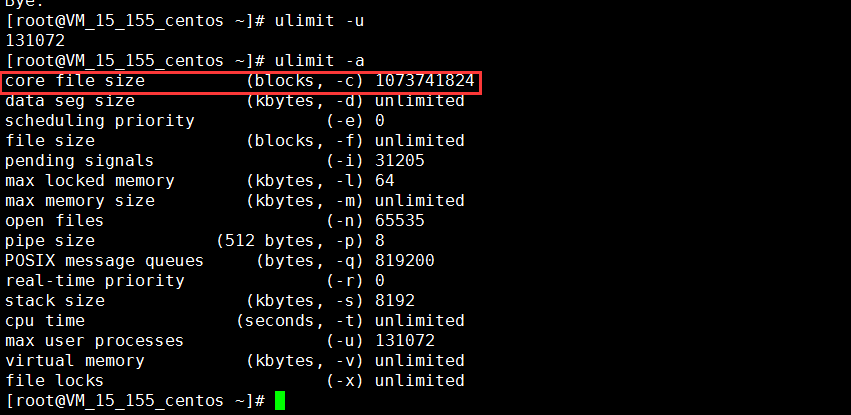 Bye.
[root@VM_15_155_centos ~]# ulimit -u
131072
[root@VM_15_155_centos ~]# ulimit -a
core file size          (blocks, -c) 1073741824
data seg size           (kbytes, -d) unlimited
scheduling priority             (-e) 0
file size               (blocks, -f) unlimited
pending signals                 (-i) 31205
max locked memory       (kbytes, -l) 64
max memory size         (kbytes, -m) unlimited
open files                      (-n) 65535
pipe size            (512 bytes, -p) 8
POSIX message queues     (bytes, -q) 819200
real-time priority              (-r) 0
stack size              (kbytes, -s) 8192
cpu time               (seconds, -t) unlimited
max user processes              (-u) 131072
virtual memory          (kbytes, -v) unlimited
file locks                      (-x) unlimited
[root@VM_15_155_centos ~]#